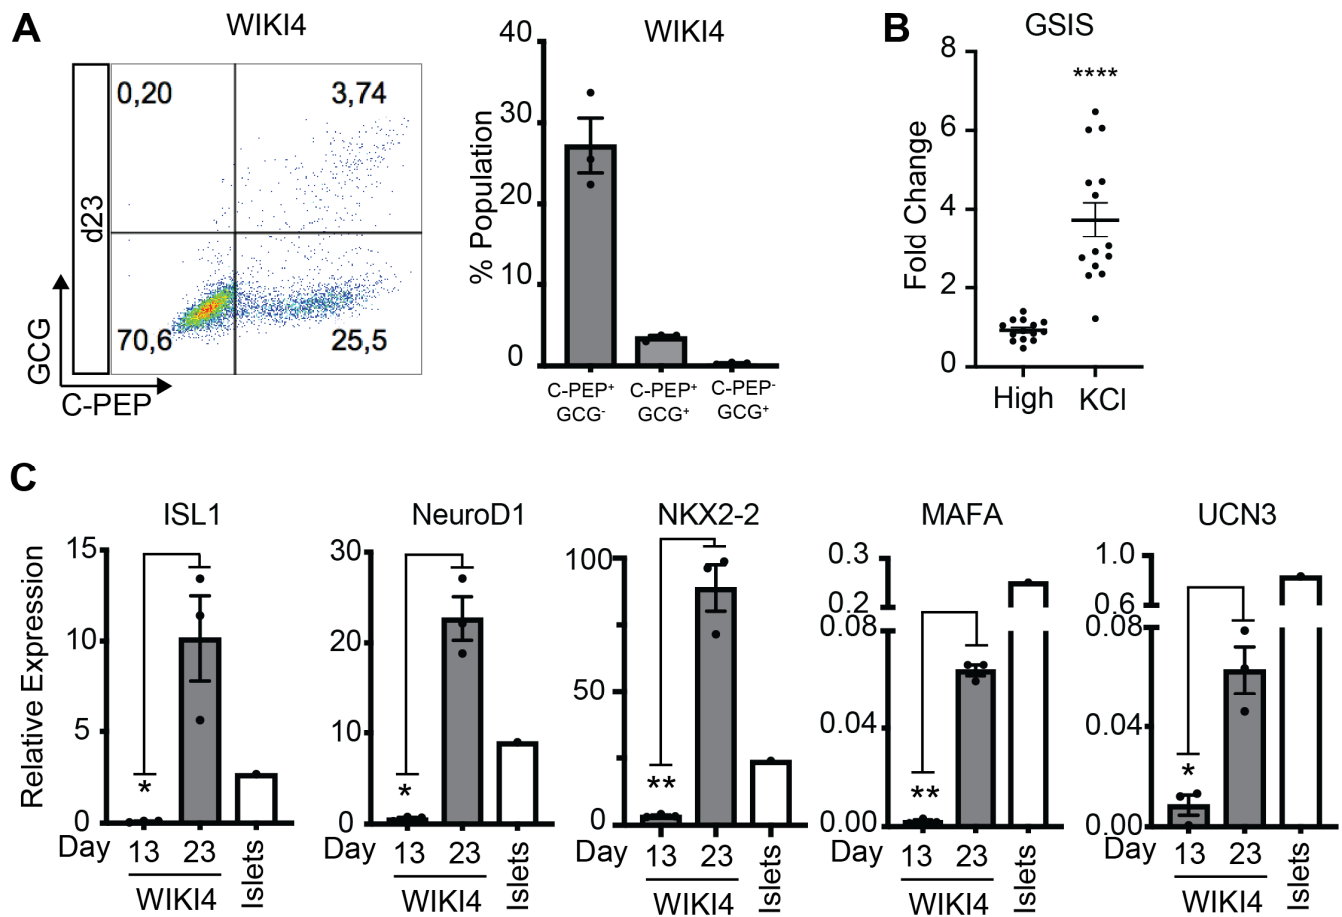 A
WIKI4
0,20
3,74
70,6
25,5
d23
GCG
C-PEP
WIKI4
% Population
40
30
20
10
0
C-PEP⁺ GCG⁻
C-PEP⁺ GCG⁺
C-PEP⁻ GCG⁺
B
GSIS
****
Fold Change
8
6
4
2
0
High
KCl
C
Relative Expression
ISL1
15
10
5
0
*
Day 13 23 Islets
WIKI4
NeuroD1
30
20
10
0
*
Day 13 23 Islets
WIKI4
NKX2-2
100
50
0
**
Day 13 23 Islets
WIKI4
MAFA
0.3
0.2
0.08
0.04
0.00
**
Day 13 23 Islets
WIKI4
UCN3
1.0
0.6
0.08
0.04
0.00
*
Day 13 23 Islets
WIKI4